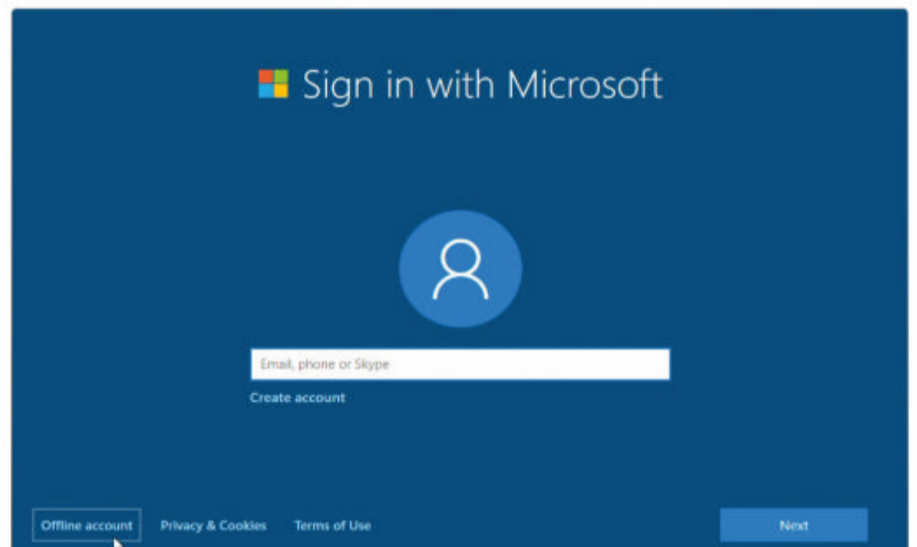 Sign in with Microsoft
Email, phone or Skype
Create account
Offline account Privacy & Cookies Terms of Use Next